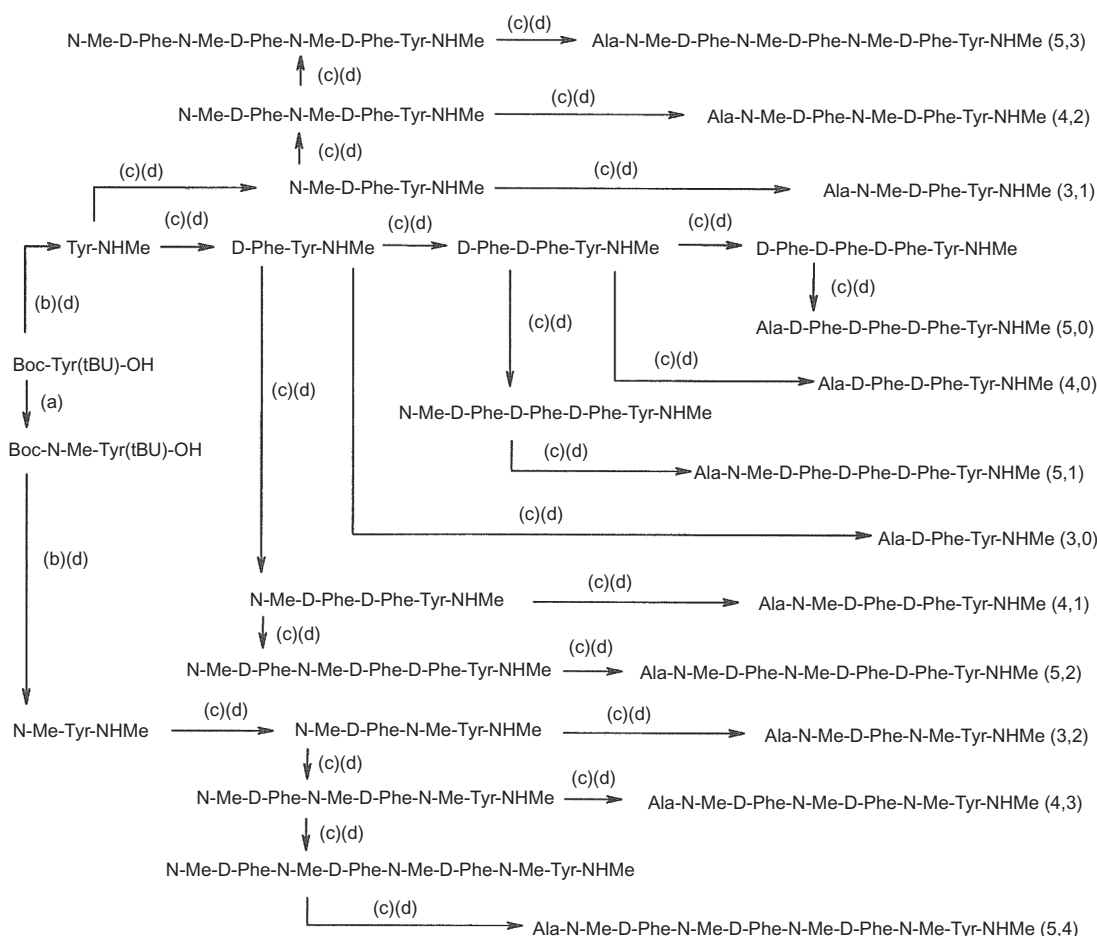 (c)(d)
N-Me-D-Phe-N-Me-D-Phe-N-Me-D-Phe-Tyr-NHMe
Ala-N-Me-D-Phe-N-Me-D-Phe-N-Me-D-Phe-Tyr-NHMe (5,3)
(c)(d)
(c)(d)
N-Me-D-Phe-N-Me-D-Phe-Tyr-NHMe
Ala-N-Me-D-Phe-N-Me-D-Phe-Tyr-NHMe (4,2)
(c)(d)
(c)(d)
(c)(d)
N-Me-D-Phe-Tyr-NHMe
Ala-N-Me-D-Phe-Tyr-NHMe (3,1)
(c)(d)
(c)(d)
(c)(d)
Tyr-NHMe
D-Phe-Tyr-NHMe
D-Phe-D-Phe-Tyr-NHMe
D-Phe-D-Phe-D-Phe-Tyr-NHMe
(c)(d)
(b)(d)
(c)(d)
Ala-D-Phe-D-Phe-D-Phe-Tyr-NHMe (5,0)
Boc-Tyr(tBU)-OH
(c)(d)
(c)(d)
Ala-D-Phe-D-Phe-Tyr-NHMe (4,0)
(a)
N-Me-D-Phe-D-Phe-D-Phe-Tyr-NHMe
Boc-N-Me-Tyr(tBU)-OH
(c)(d)
Ala-N-Me-D-Phe-D-Phe-D-Phe-Tyr-NHMe (5,1)
(c)(d)
Ala-D-Phe-Tyr-NHMe (3,0)
(b)(d)
(c)(d)
N-Me-D-Phe-D-Phe-Tyr-NHMe
Ala-N-Me-D-Phe-D-Phe-Tyr-NHMe (4,1)
(c)(d)
(c)(d)
N-Me-D-Phe-N-Me-D-Phe-D-Phe-Tyr-NHMe
Ala-N-Me-D-Phe-N-Me-D-Phe-D-Phe-Tyr-NHMe (5,2)
(c)(d)
(c)(d)
N-Me-Tyr-NHMe
N-Me-D-Phe-N-Me-Tyr-NHMe
Ala-N-Me-D-Phe-N-Me-Tyr-NHMe (3,2)
(c)(d)
(c)(d)
N-Me-D-Phe-N-Me-D-Phe-N-Me-Tyr-NHMe
Ala-N-Me-D-Phe-N-Me-D-Phe-N-Me-Tyr-NHMe (4,3)
(c)(d)
N-Me-D-Phe-N-Me-D-Phe-N-Me-D-Phe-N-Me-Tyr-NHMe
(c)(d)
Ala-N-Me-D-Phe-N-Me-D-Phe-N-Me-D-Phe-N-Me-Tyr-NHMe (5,4)